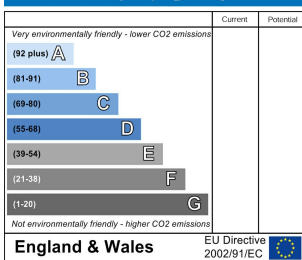 Current Potential
Very environmentally friendly - lower CO2 emissions
(92 plus) A
(81-91) B
(69-80) C
(55-68) D
(39-54) E
(21-38) F
(1-20) G
Not environmentally friendly - higher CO2 emissions
England & Wales
EU Directive
2002/91/EC